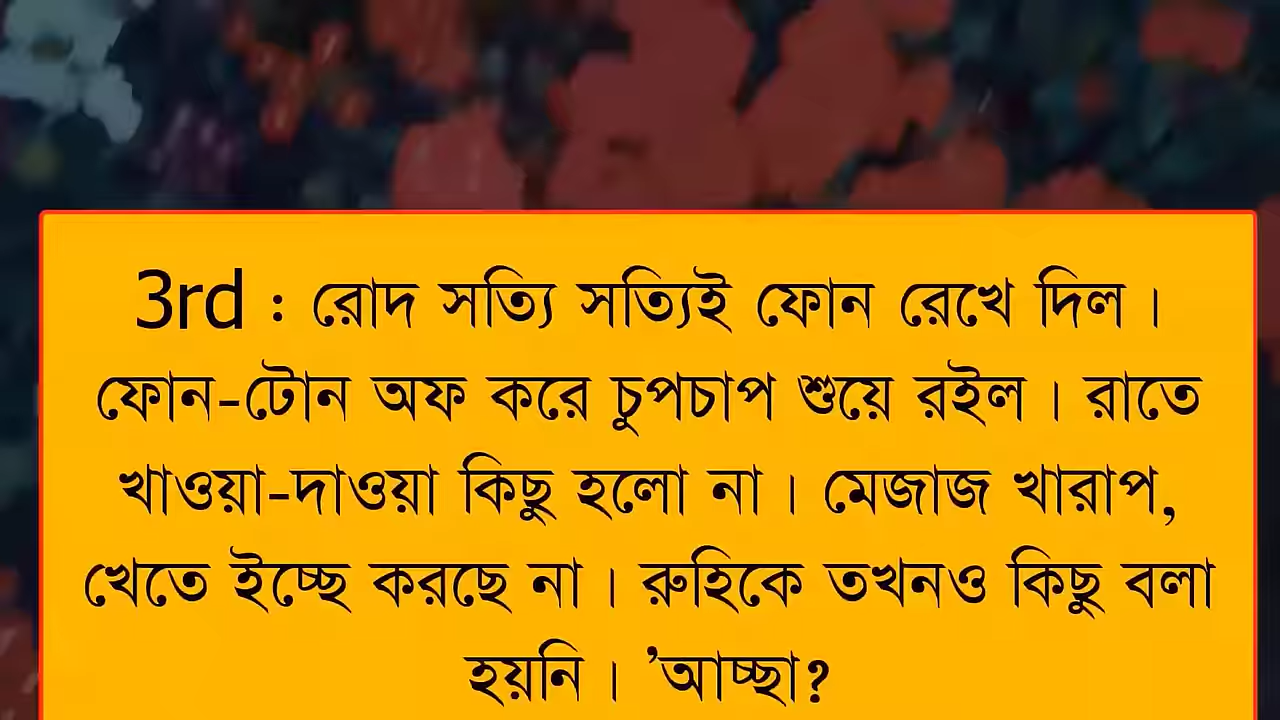 3rd : রোদ সত্যি সত্যিই ফোন রেখে দিল ।
ফোন-টোন অফ করে চুপচাপ শুয়ে রইল । রাতে
খাওয়া-দাওয়া কিছু হলো না । মেজাজ খারাপ,
খেতে ইচ্ছে করছে না । রুহিকে তখনও কিছু বলা
হয়নি । ’আচ্ছা?